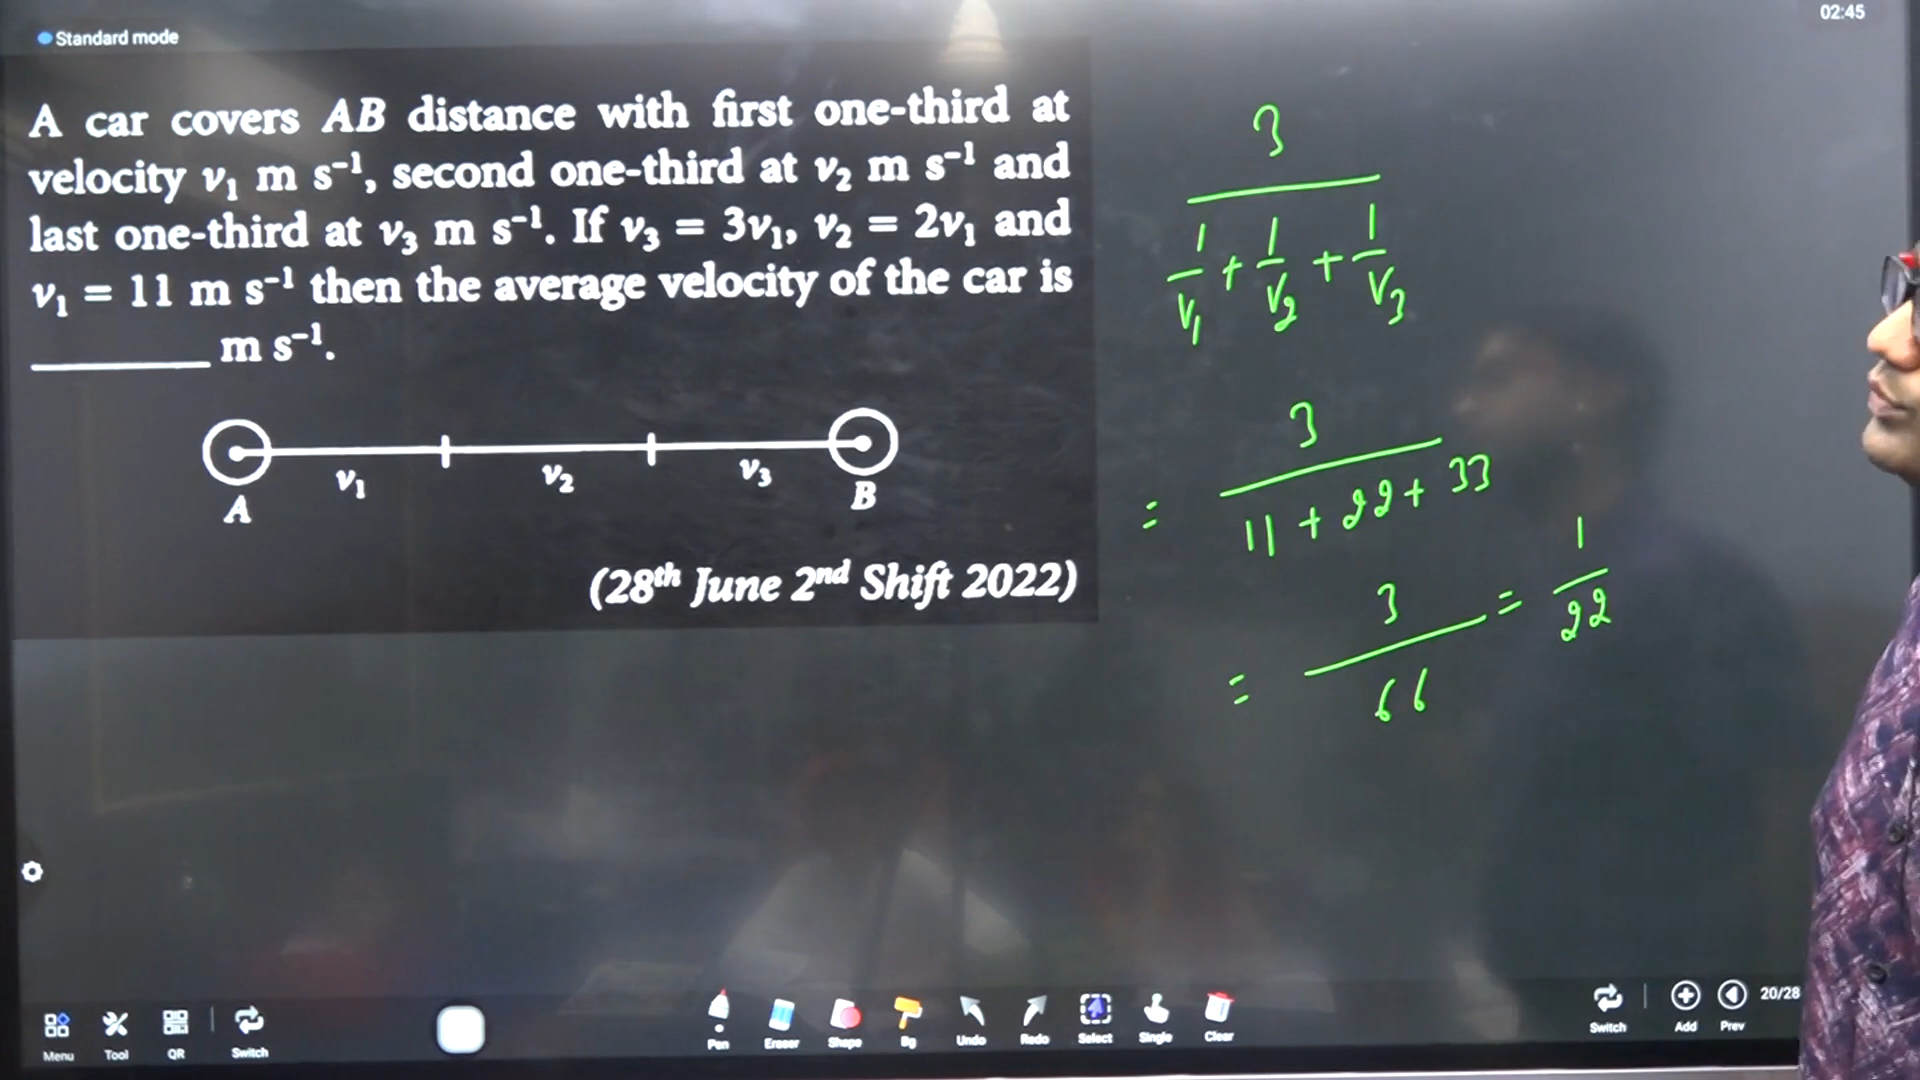 02:45
Standard mode
A car covers AB distance with first one-third at
velocity v₁ m s⁻¹, second one-third at v₂ m s⁻¹ and
last one-third at v₃ m s⁻¹. If v₃ = 3v₁, v₂ = 2v₁ and
v₁ = 11 m s⁻¹ then the average velocity of the car is
________ m s⁻¹.
v₁ v₂ v₃
A B
(28th June 2nd Shift 2022)
3
1/V₁ + 1/V₂ + 1/V₃
= 3
11 + 22 + 33
= 3/66 = 1/22
Menu Tool QR Switch Pen Eraser Shape Bg Undo Redo Select Single Clear Switch Add Prev 20/28